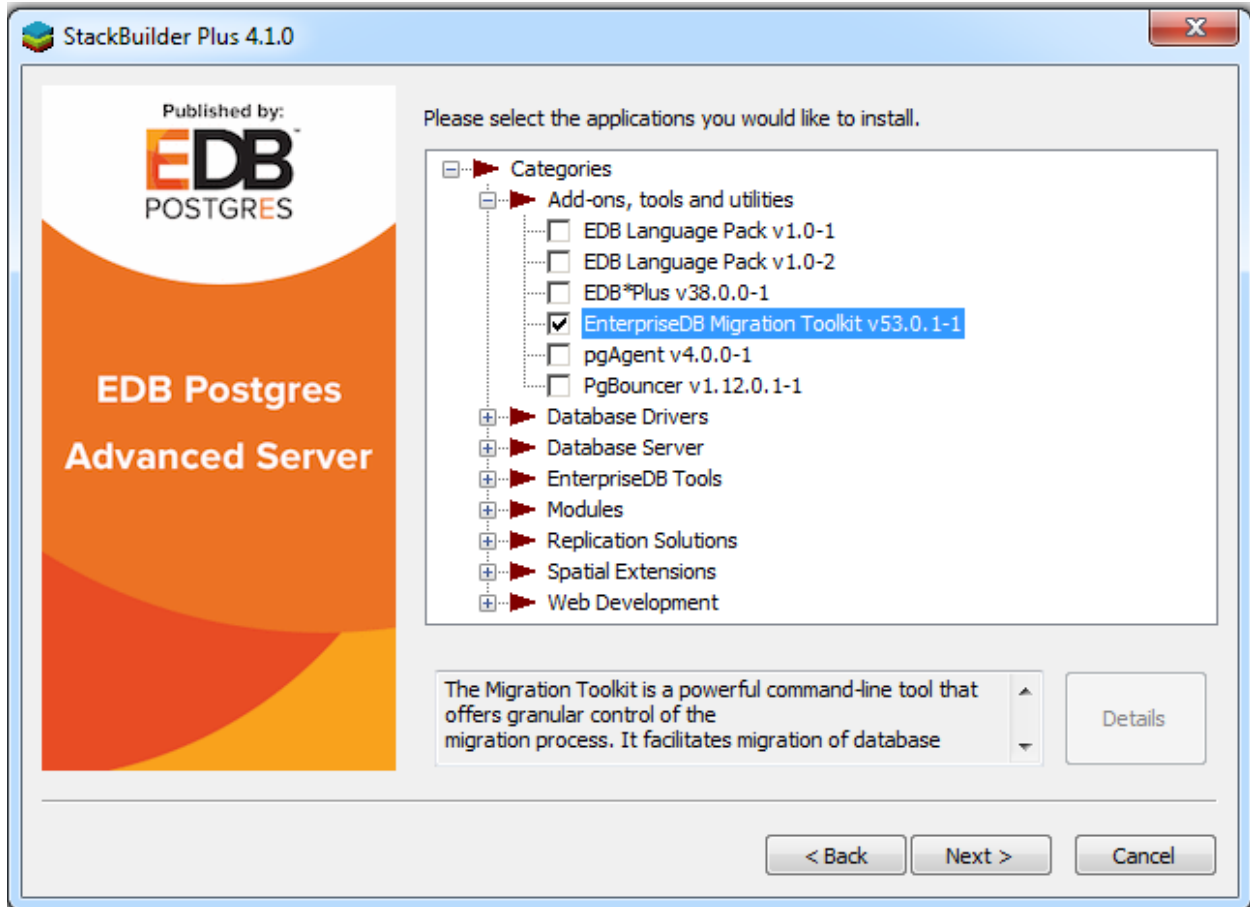 StackBuilder Plus 4.1.0
Published by:
EDB™
POSTGRES
EDB Postgres
Advanced Server
Please select the applications you would like to install.
Categories
Add-ons, tools and utilities
EDB Language Pack v1.0-1
EDB Language Pack v1.0-2
EDB*Plus v38.0.0-1
EnterpriseDB Migration Toolkit v53.0.1-1
pgAgent v4.0.0-1
PgBouncer v1.12.0.1-1
Database Drivers
Database Server
EnterpriseDB Tools
Modules
Replication Solutions
Spatial Extensions
Web Development
The Migration Toolkit is a powerful command-line tool that
offers granular control of the
migration process. It facilitates migration of database
Details
< Back
Next >
Cancel